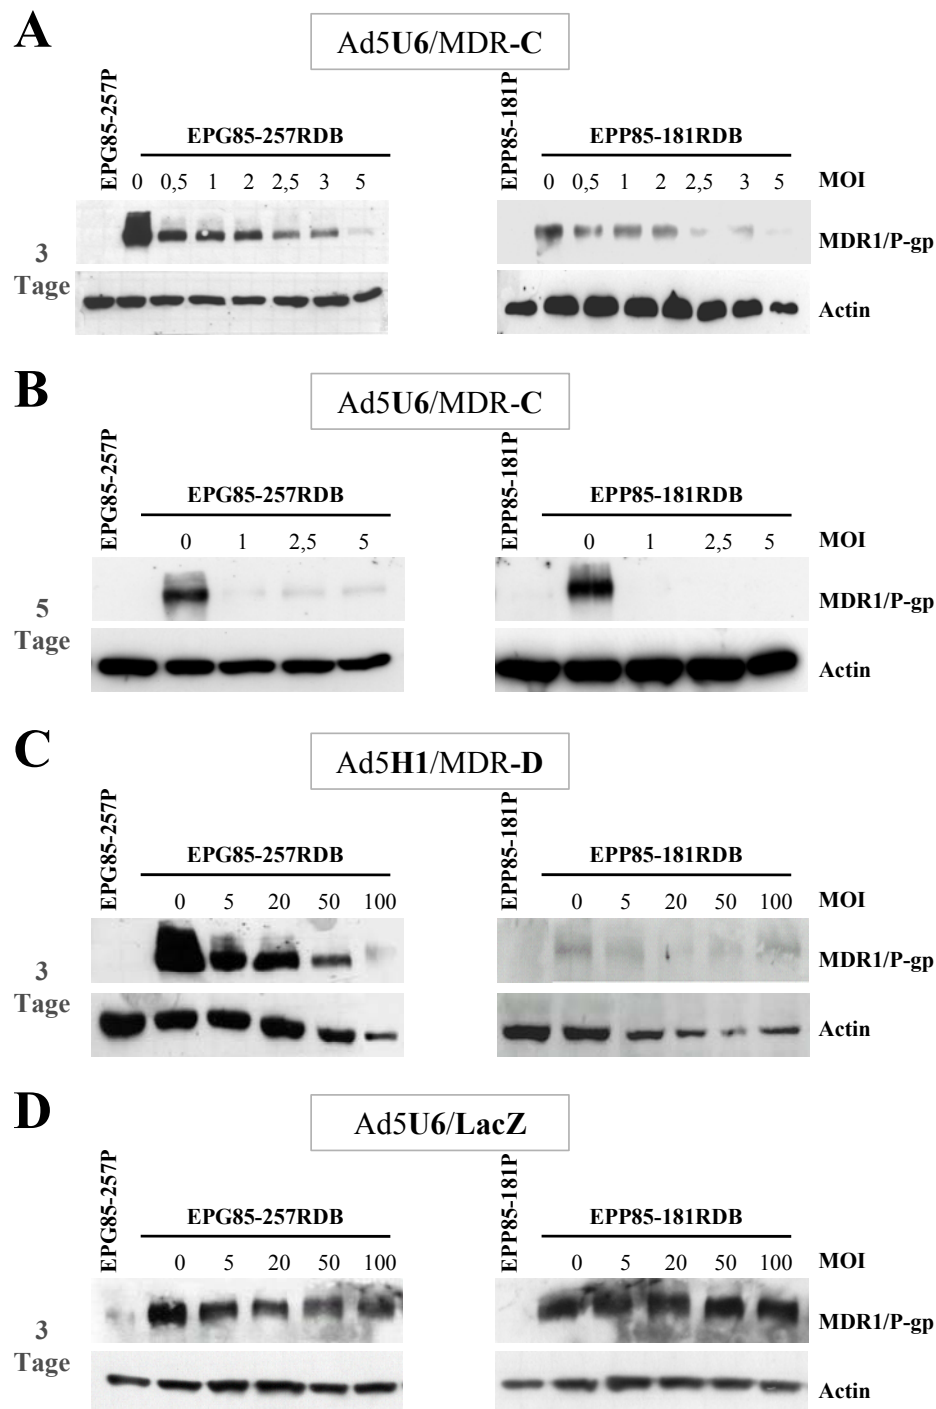 A
Ad5U6/MDR-C
EPG85-257P
EPG85-257RDB
0 0,5 1 2 2,5 3 5
EPP85-181P
EPP85-181RDB
0 0,5 1 2 2,5 3 5
MOI
3
Tage
MDR1/P-gp
Actin
B
Ad5U6/MDR-C
EPG85-257P
EPG85-257RDB
0 1 2,5 5
EPP85-181P
EPP85-181RDB
0 1 2,5 5
MOI
5
Tage
MDR1/P-gp
Actin
C
Ad5H1/MDR-D
EPG85-257P
EPG85-257RDB
0 5 20 50 100
EPP85-181P
EPP85-181RDB
0 5 20 50 100
MOI
3
Tage
MDR1/P-gp
Actin
D
Ad5U6/LacZ
EPG85-257P
EPG85-257RDB
0 5 20 50 100
EPP85-181P
EPP85-181RDB
0 5 20 50 100
MOI
3
Tage
MDR1/P-gp
Actin